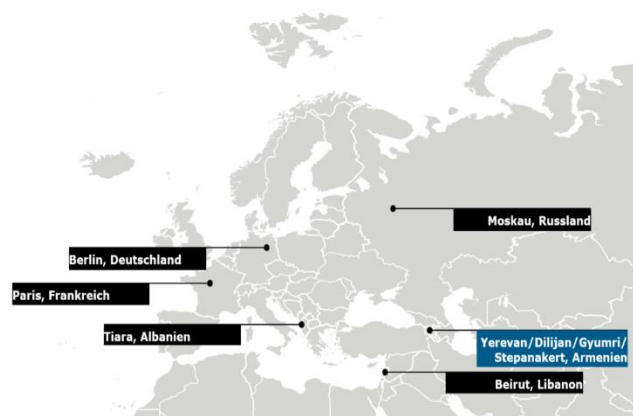 Moskau, Russland
Berlin, Deutschland
Paris, Frankreich
Tiara, Albanien
Yerevan/Dilijan/Gyumri/
Stepanakert, Armenien
Beirut, Libanon